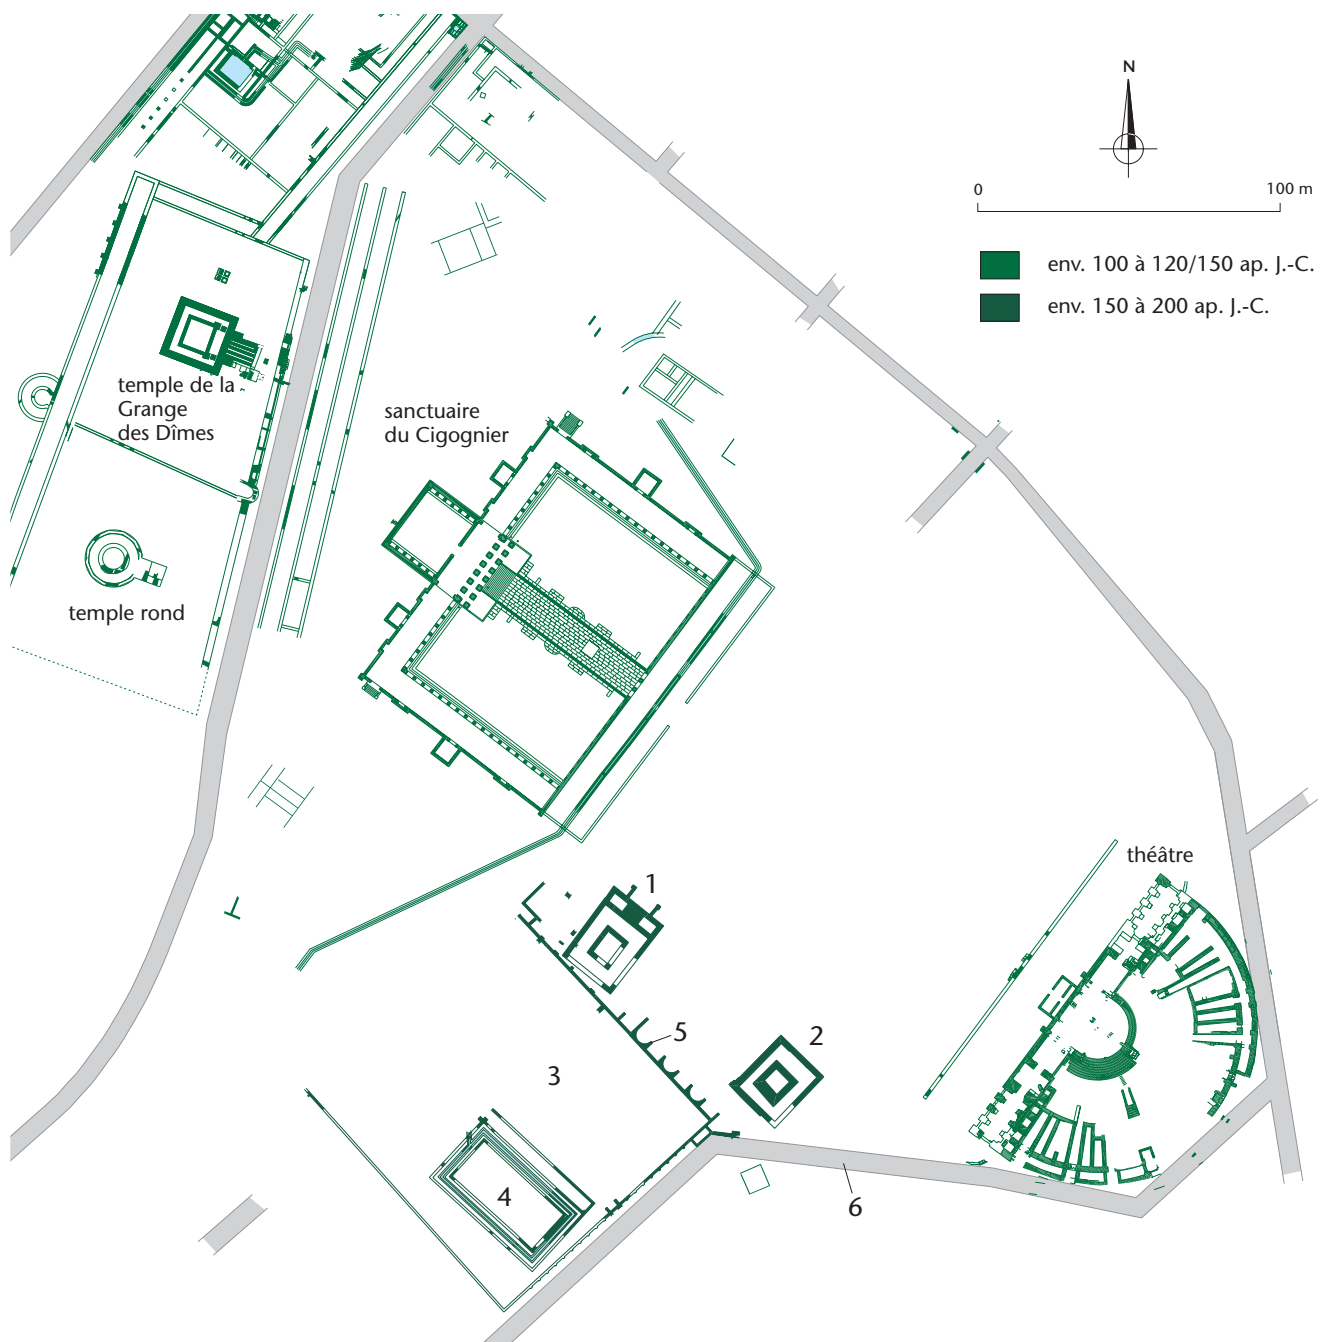 N
0 100 m
env. 100 à 120/150 ap. J.-C.
env. 150 à 200 ap. J.-C.
temple de la
Grange
des Dîmes
sanctuaire
du Cigognier
temple rond
théâtre
1
2
5
3
4
6